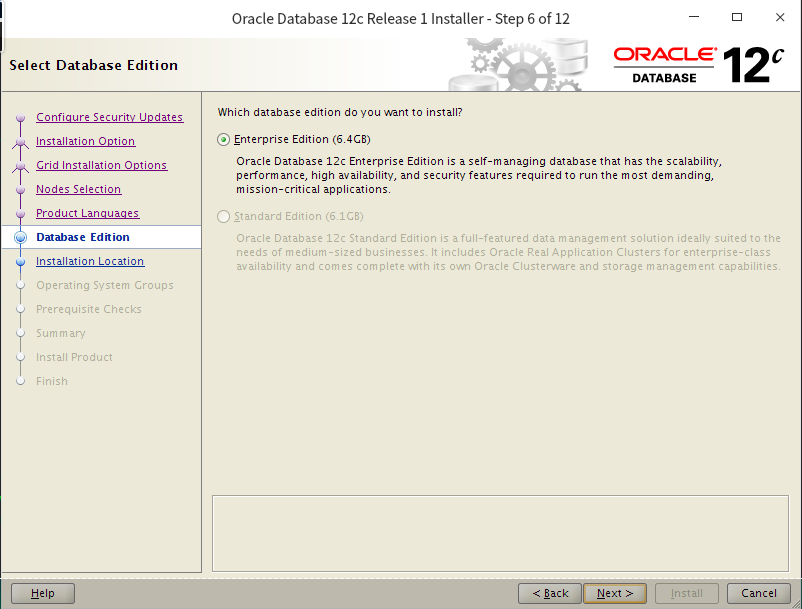 Oracle Database 12c Release 1 Installer - Step 6 of 12
Select Database Edition
ORACLE®
DATABASE
12c
Configure Security Updates
Installation Option
Grid Installation Options
Nodes Selection
Product Languages
Database Edition
Installation Location
Operating System Groups
Prerequisite Checks
Summary
Install Product
Finish
Which database edition do you want to install?
Enterprise Edition (6.4GB)
Oracle Database 12c Enterprise Edition is a self-managing database that has the scalability,
performance, high availability, and security features required to run the most demanding,
mission-critical applications.
Standard Edition (6.1GB)
Oracle Database 12c Standard Edition is a full-featured data management solution ideally suited to the
needs of medium-sized businesses. It includes Oracle Real Application Clusters for enterprise-class
availability and comes complete with its own Oracle Clusterware and storage management capabilities.
Help
< Back
Next >
Install
Cancel